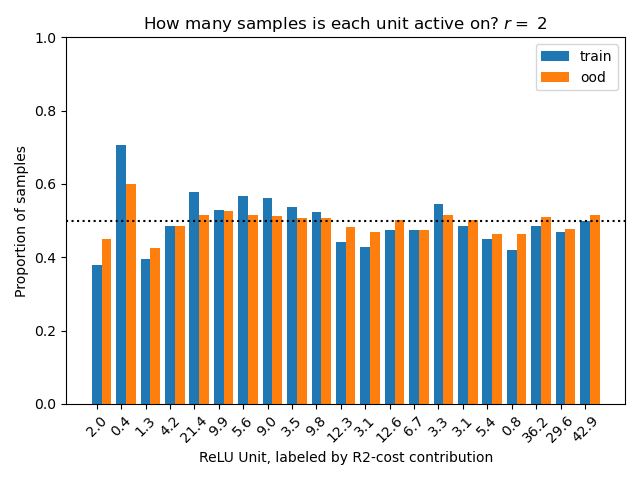 How many samples is each unit active on? r = 2
train
ood
Proportion of samples
1.0
0.8
0.6
0.4
0.2
0.0
2.0 0.4 1.3 4.2 21.4 9.9 5.6 9.0 3.5 9.8 12.3 3.1 12.6 6.7 3.3 3.1 5.4 0.8 36.2 29.6 42.9
ReLU Unit, labeled by R2-cost contribution